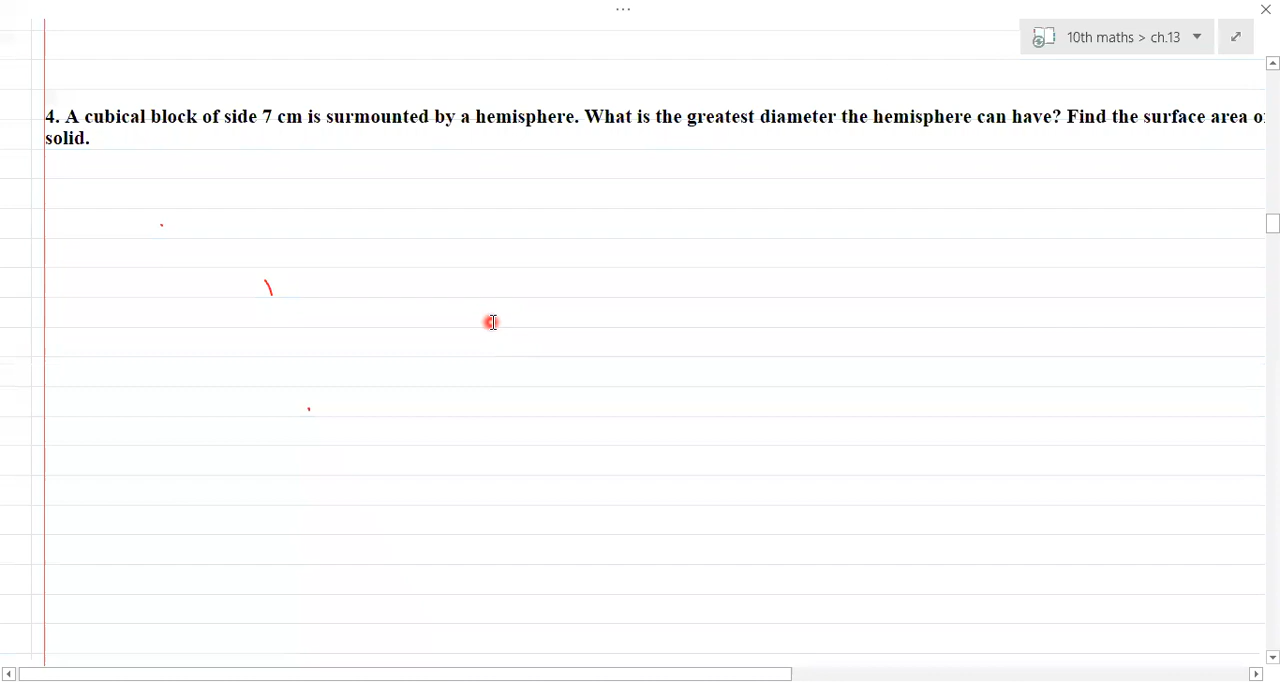 10th maths > ch.13
4. A cubical block of side 7 cm is surmounted by a hemisphere. What is the greatest diameter the hemisphere can have? Find the surface area
solid.